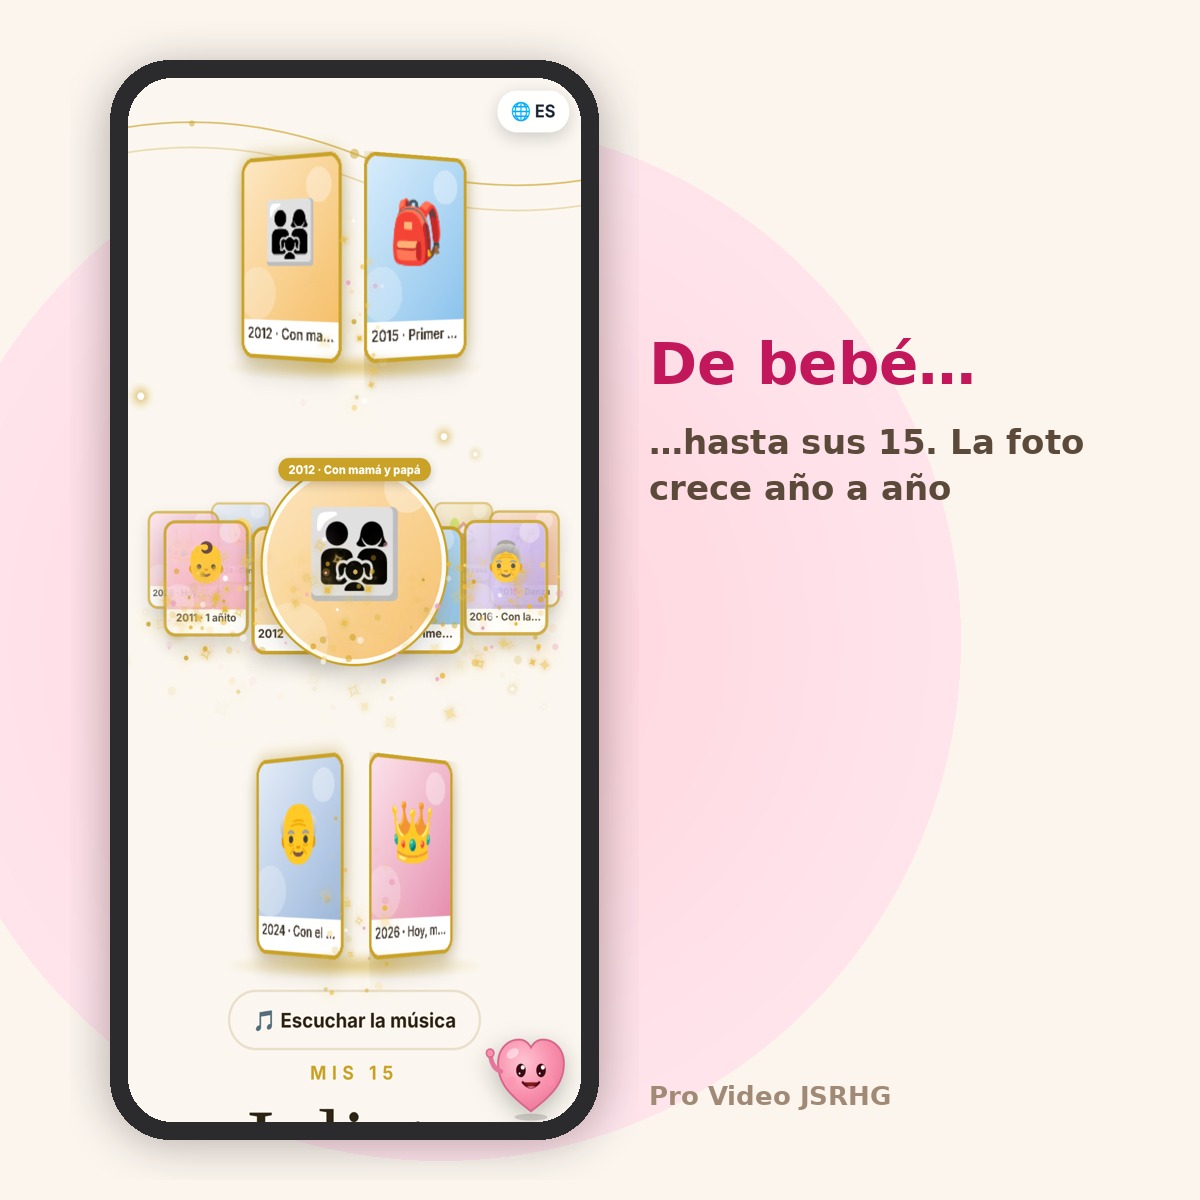 ES
2012 · Con ma...
2015 · Primer ...
2012 · Con mamá y papá
2011 · 1 añito
2012
ime...
2016 · Con la...
2024 · Con el ...
2026 · Hoy, m...
Escuchar la música
MIS 15
De bebé...
...hasta sus 15. La foto
crece año a año
Pro Video JSRHG